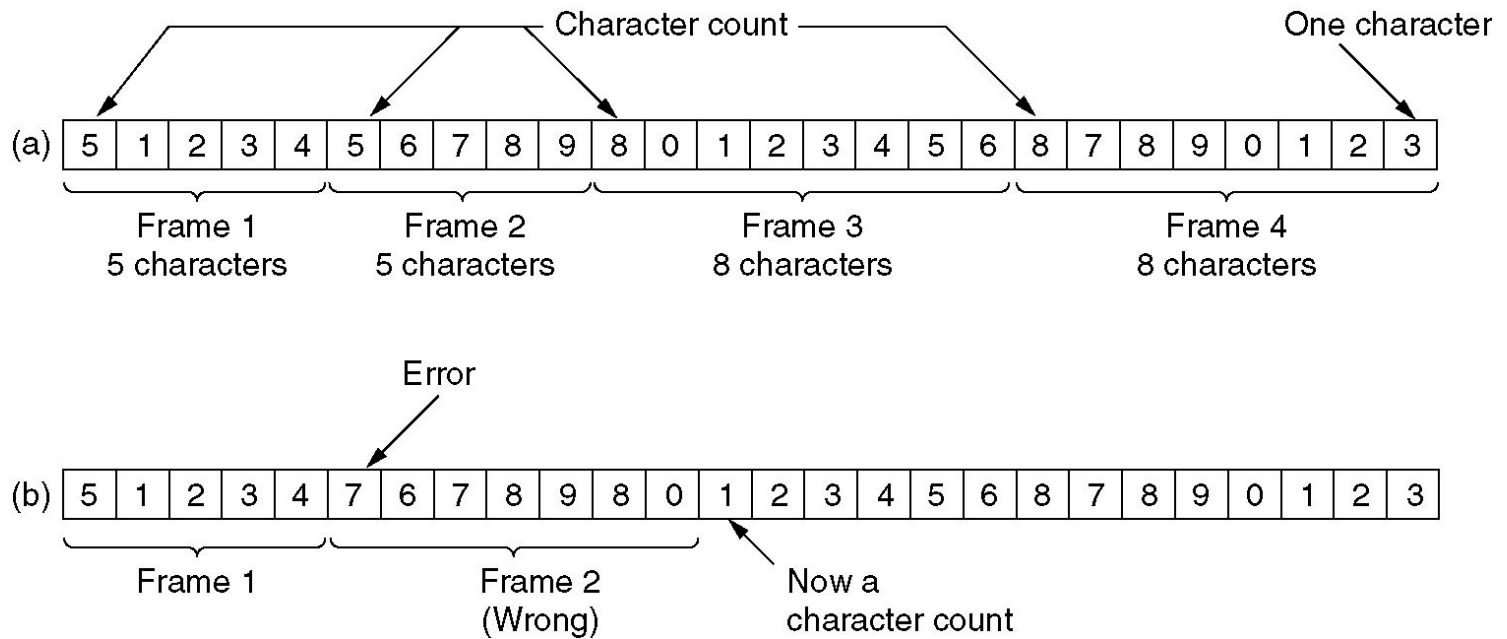 Character count One character
(a) 5 1 2 3 4 5 6 7 8 9 8 0 1 2 3 4 5 6 8 7 8 9 0 1 2 3
Frame 1 Frame 2 Frame 3 Frame 4
5 characters 5 characters 8 characters 8 characters
Error
(b) 5 1 2 3 4 7 6 7 8 9 8 0 1 2 3 4 5 6 8 7 8 9 0 1 2 3
Frame 1 Frame 2 Now a
(Wrong) character count